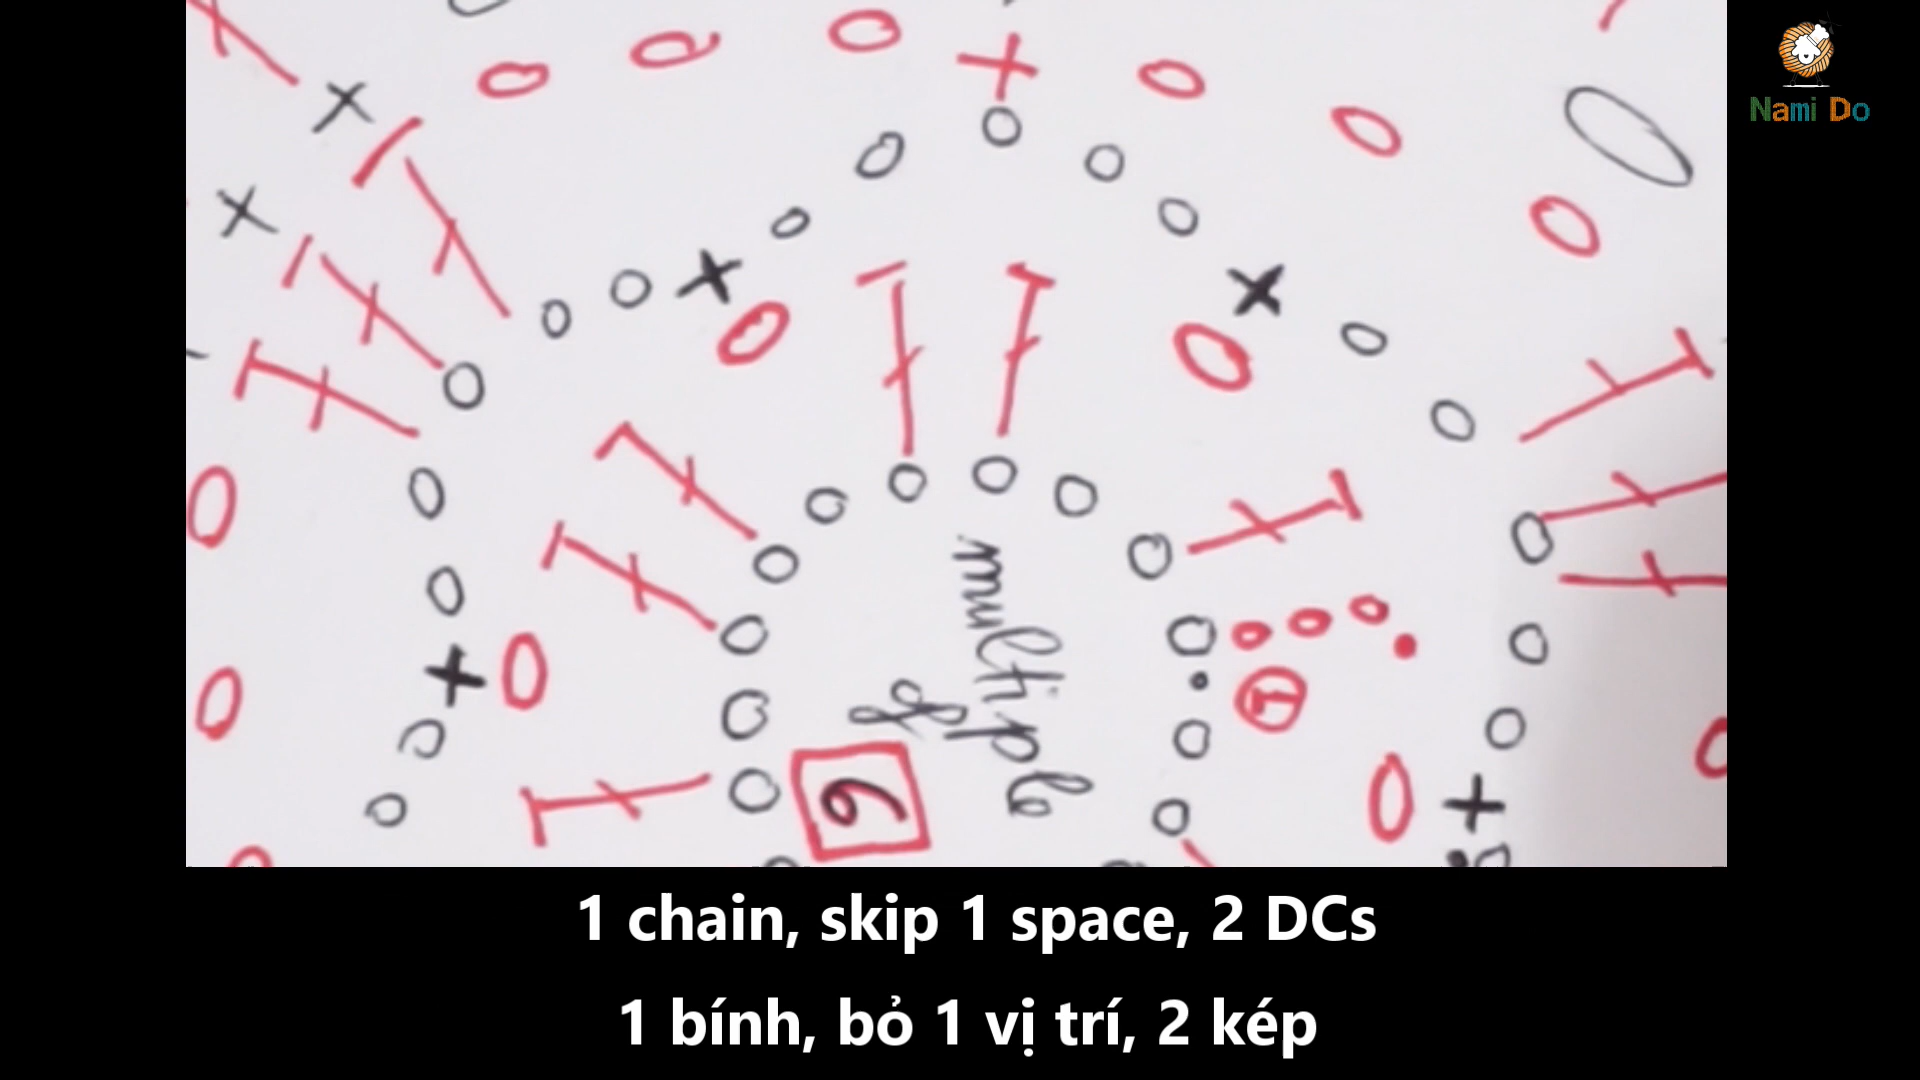 Nami Do
multiple
of
6
1
1 chain, skip 1 space, 2 DCs
1 bính, bỏ 1 vị trí, 2 kép